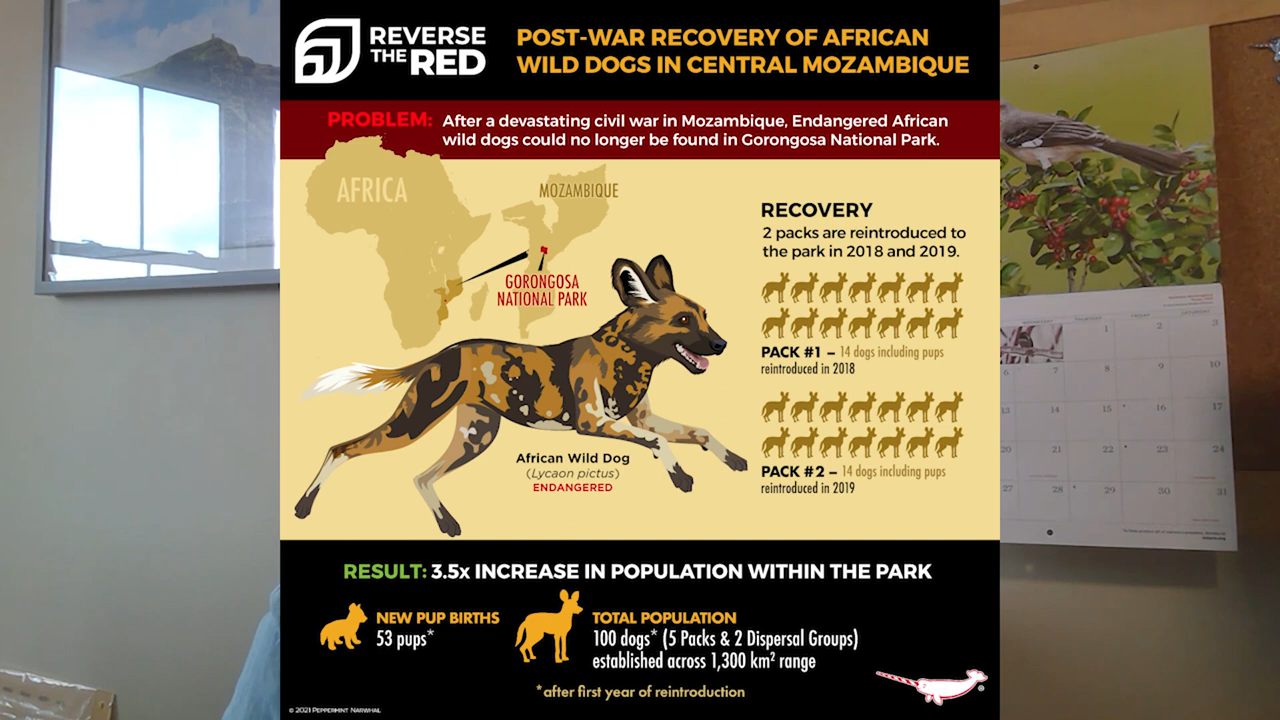 REVERSE
THE RED
POST-WAR RECOVERY OF AFRICAN
WILD DOGS IN CENTRAL MOZAMBIQUE
PROBLEM: After a devastating civil war in Mozambique, Endangered African
wild dogs could no longer be found in Gorongosa National Park.
AFRICA
MOZAMBIQUE
GORONGOSA
NATIONAL PARK
African Wild Dog
(Lycaon pictus)
ENDANGERED
RECOVERY
2 packs are reintroduced to
the park in 2018 and 2019.
PACK #1 – 14 dogs including pups
reintroduced in 2018
PACK #2 – 14 dogs including pups
reintroduced in 2019
RESULT: 3.5x INCREASE IN POPULATION WITHIN THE PARK
NEW PUP BIRTHS
53 pups*
TOTAL POPULATION
100 dogs* (5 Packs & 2 Dispersal Groups)
established across 1,300 km² range
*after first year of reintroduction
© 2021 PEPPERMINT NARWHAL
®
1 2 3
6 7 8 9 10
13 14 15 16 17
22 23 24
27 28 29 30 31